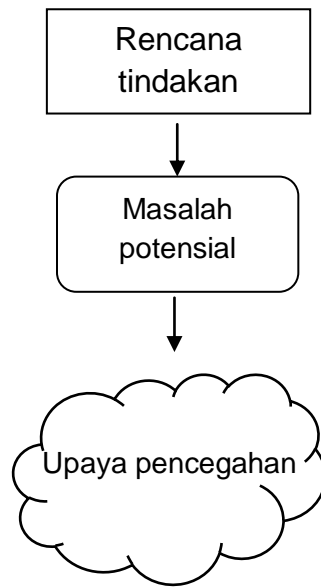 Rencana
tindakan
Masalah
potensial
Upaya pencegahan